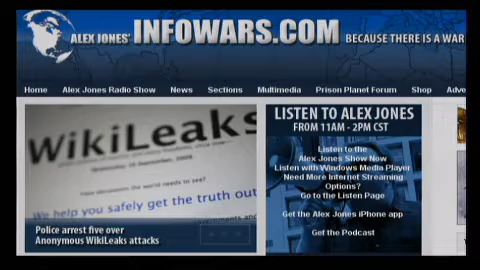 ALEX JONES' INFOWARS.COM BECAUSE THERE IS A WAR
Home Alex Jones Radio Show News Sections Multimedia Prison Planet Forum Shop Adve
WikiLeaks
We help you safely get the truth out
Police arrest five over
Anonymous WikiLeaks attacks
LISTEN TO ALEX JONES
FROM 11AM - 2PM CST
Listen to the
Alex Jones Show Now
Listen with Windows Media Player
Need More Internet Streaming
Options?
Go to the Listen Page
Get the Alex Jones iPhone app
Get the Podcast